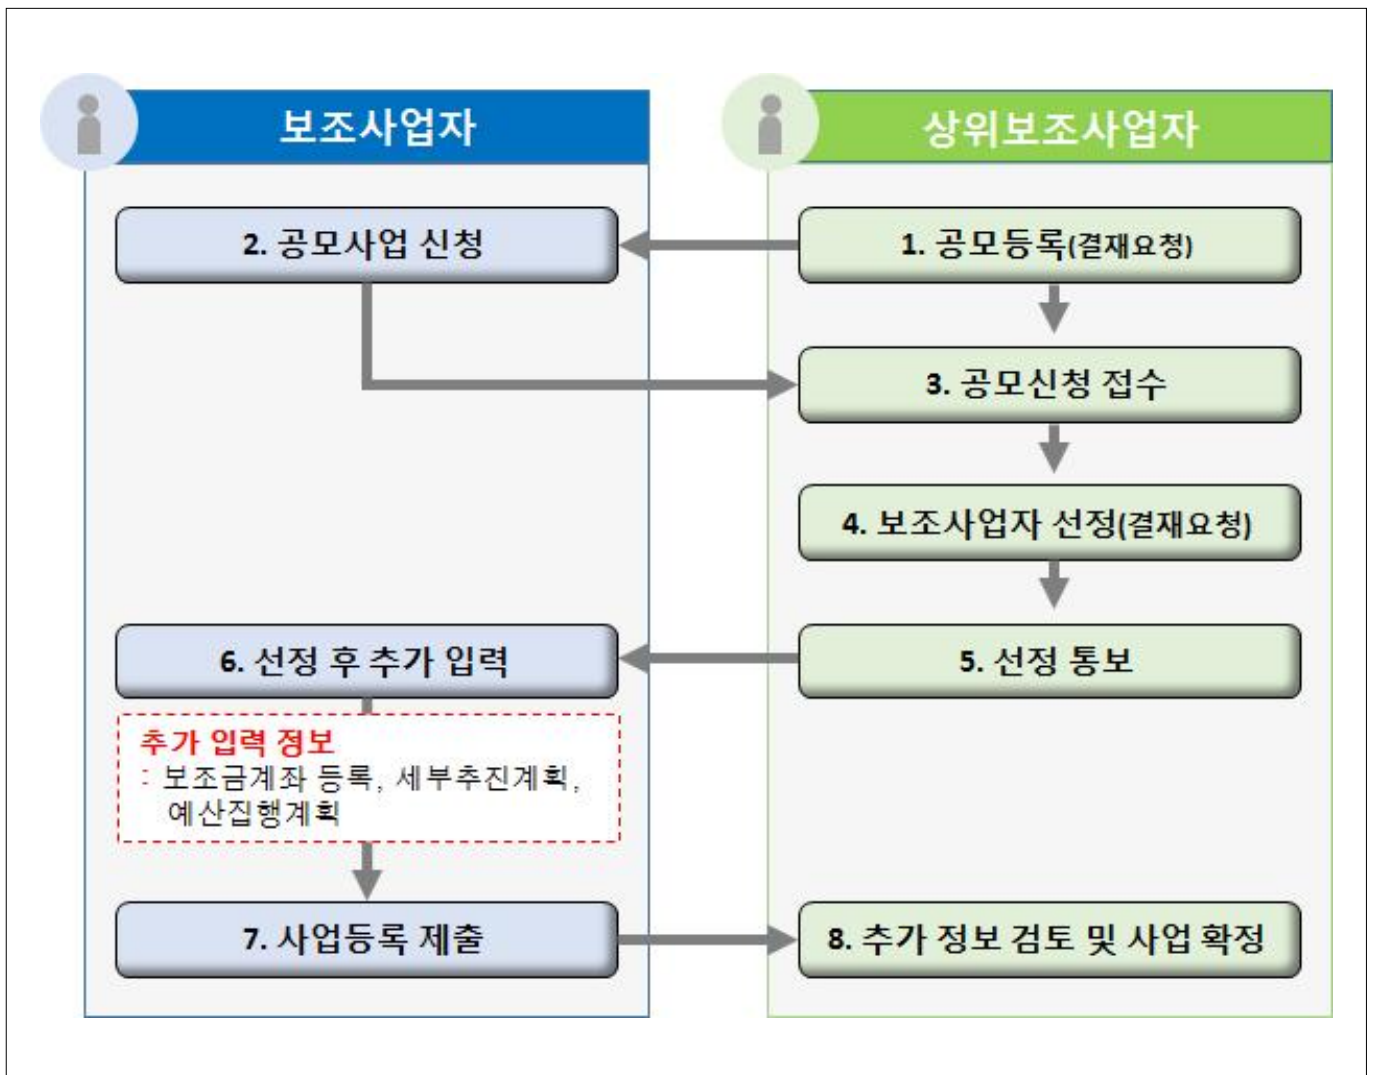 보조사업자
상위보조사업자
2. 공모사업 신청
1. 공모등록(결재요청)
3. 공모신청 접수
4. 보조사업자 선정(결재요청)
6. 선정 후 추가 입력
5. 선정 통보
추가 입력 정보
: 보조금계좌 등록, 세부추진계획,
예산집행계획
7. 사업등록 제출
8. 추가 정보 검토 및 사업 확정